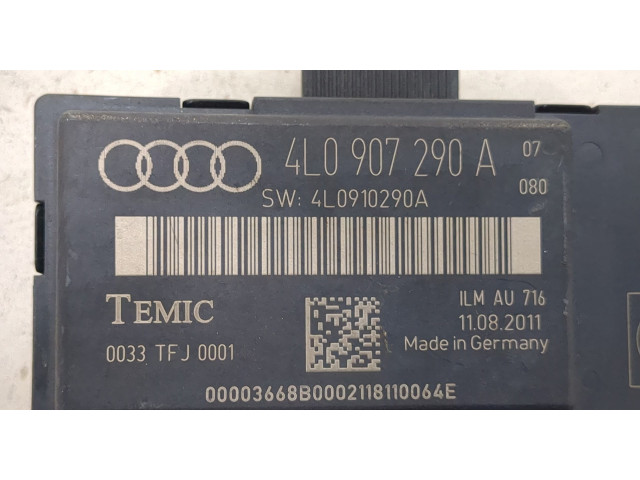 4L0 907 290 A 07
080
SW: 4L0910290A
TEMIC
ILM AU 716
11.08.2011
0033 TFJ 0001
Made in Germany
00003668B0002118110064E